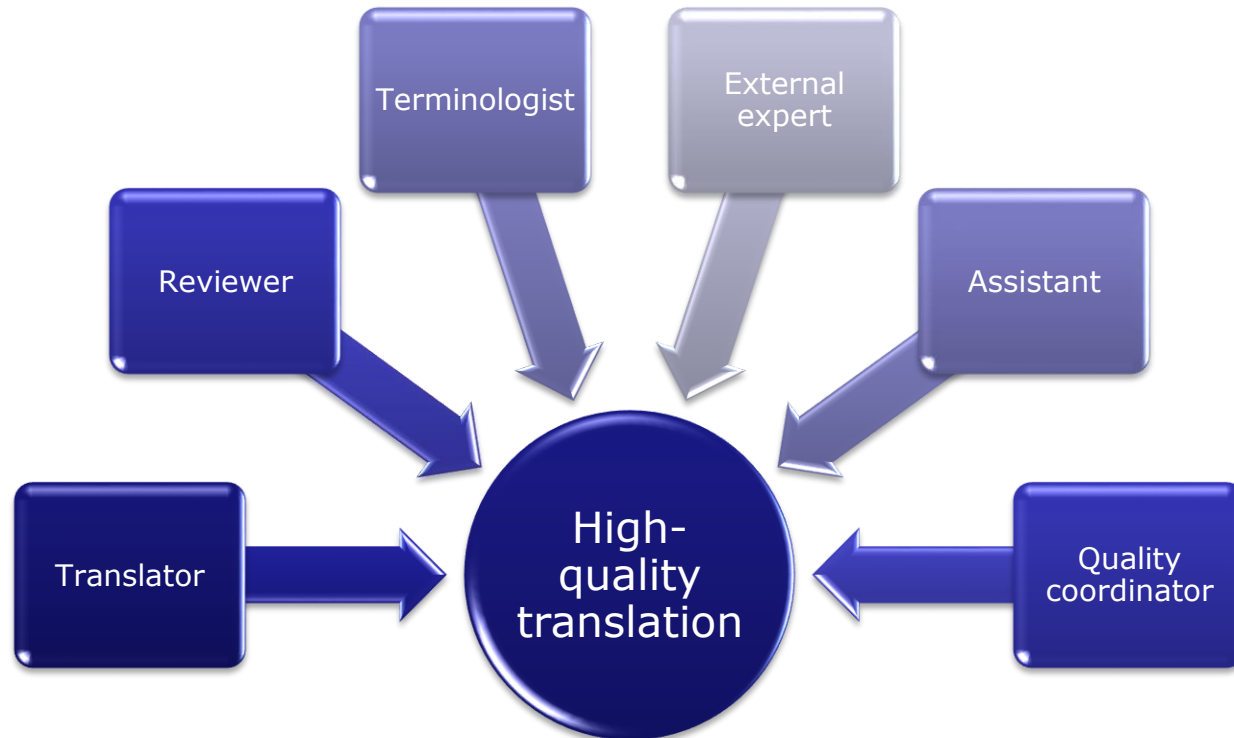 Terminologist
External
expert
Reviewer
Assistant
Translator
High-
quality
translation
Quality
coordinator